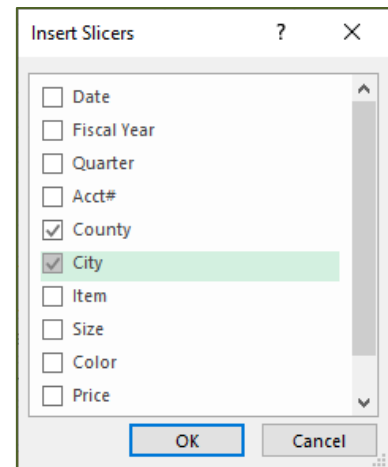 Insert Slicers ?
Date
Fiscal Year
Quarter
Acct#
County
City
Item
Size
Color
Price
OK Cancel